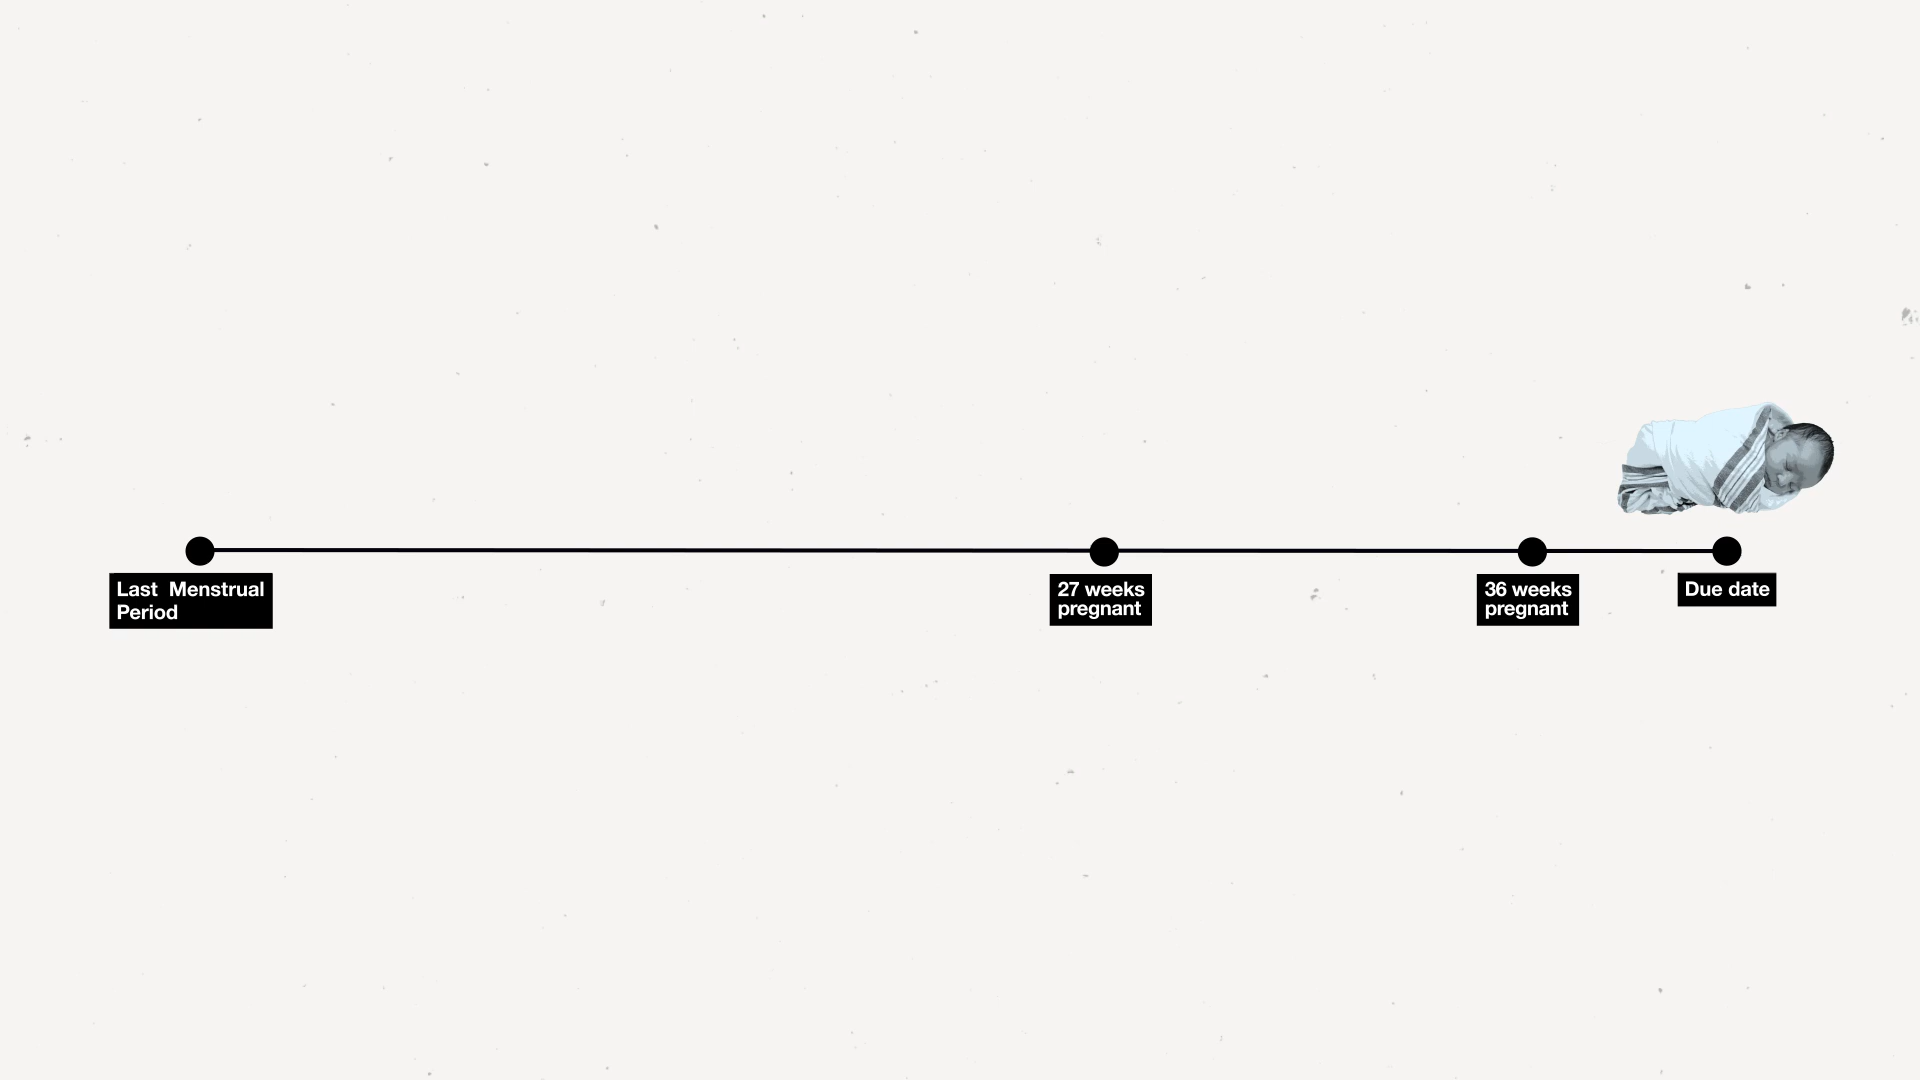 Last Menstrual
Period
27 weeks
pregnant
36 weeks
pregnant
Due date